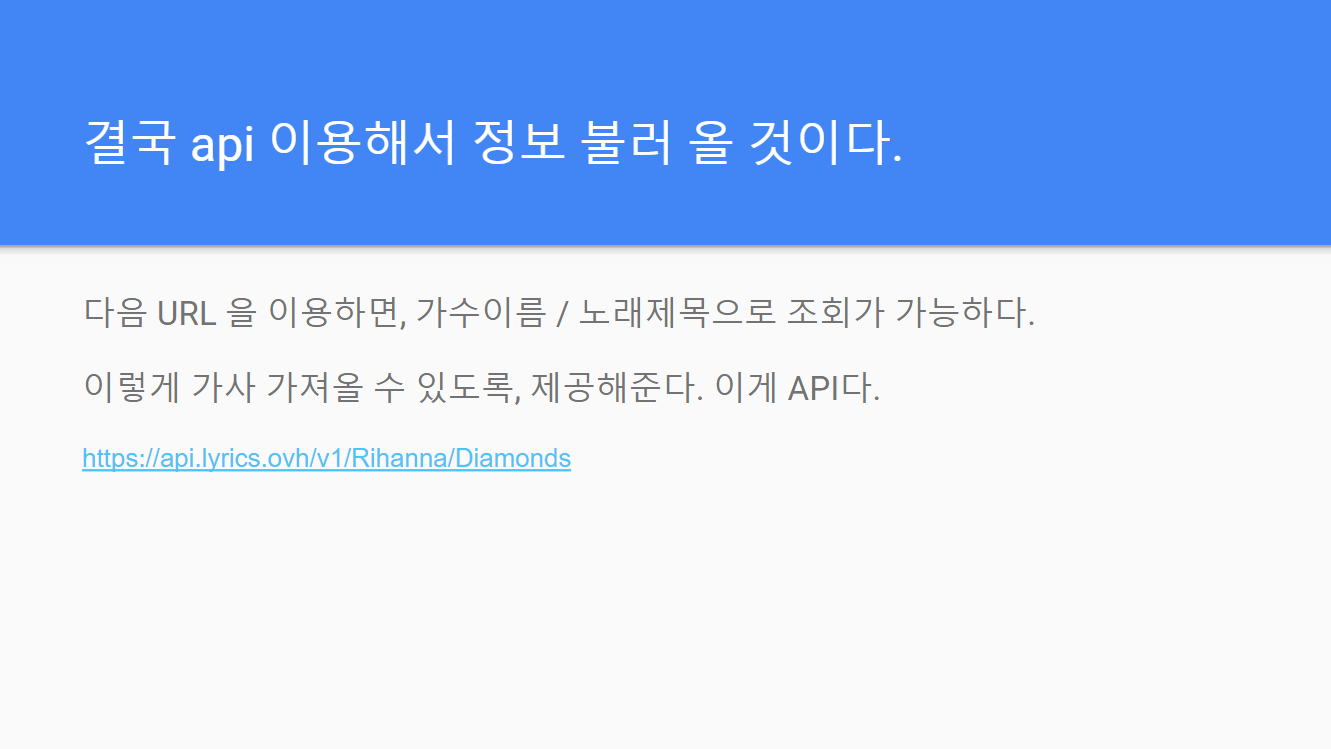 결국 api 이용해서 정보 불러 올 것이다.
다음 URL 을 이용하면, 가수이름 / 노래제목으로 조회가 가능하다.
이렇게 가사 가져올 수 있도록, 제공해준다. 이게 API다.
https://api.lyrics.ovh/v1/Rihanna/Diamonds